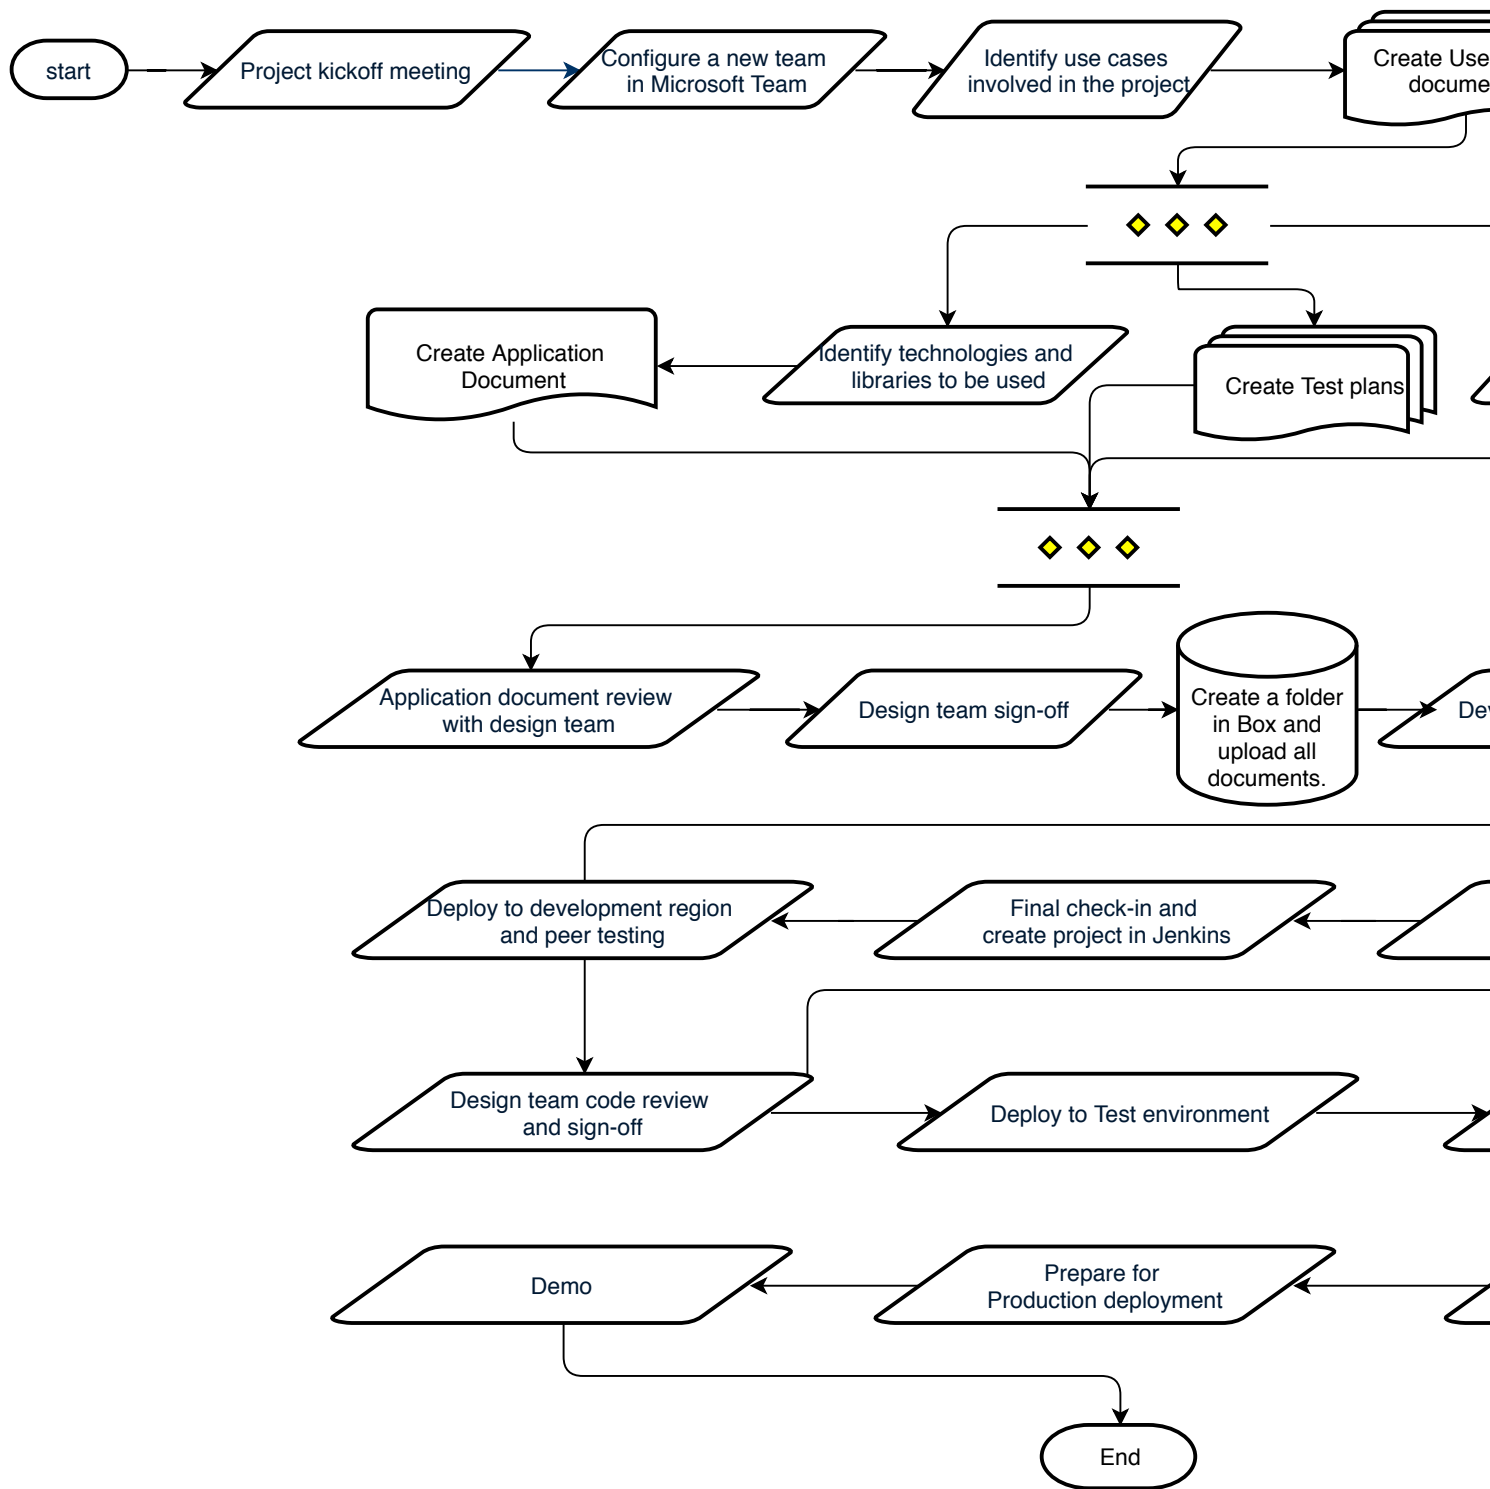 start
Project kickoff meeting
Configure a new team
in Microsoft Team
Identify use cases
involved in the project
Create Use
Create Application
Document
Identify technologies and
libraries to be used
Create Test plans
Application document review
with design team
Design team sign-off
Create a folder
in Box and
upload all
documents.
Deploy to development region
and peer testing
Final check-in and
create project in Jenkins
Design team code review
and sign-off
Deploy to Test environment
Demo
Prepare for
Production deployment
End